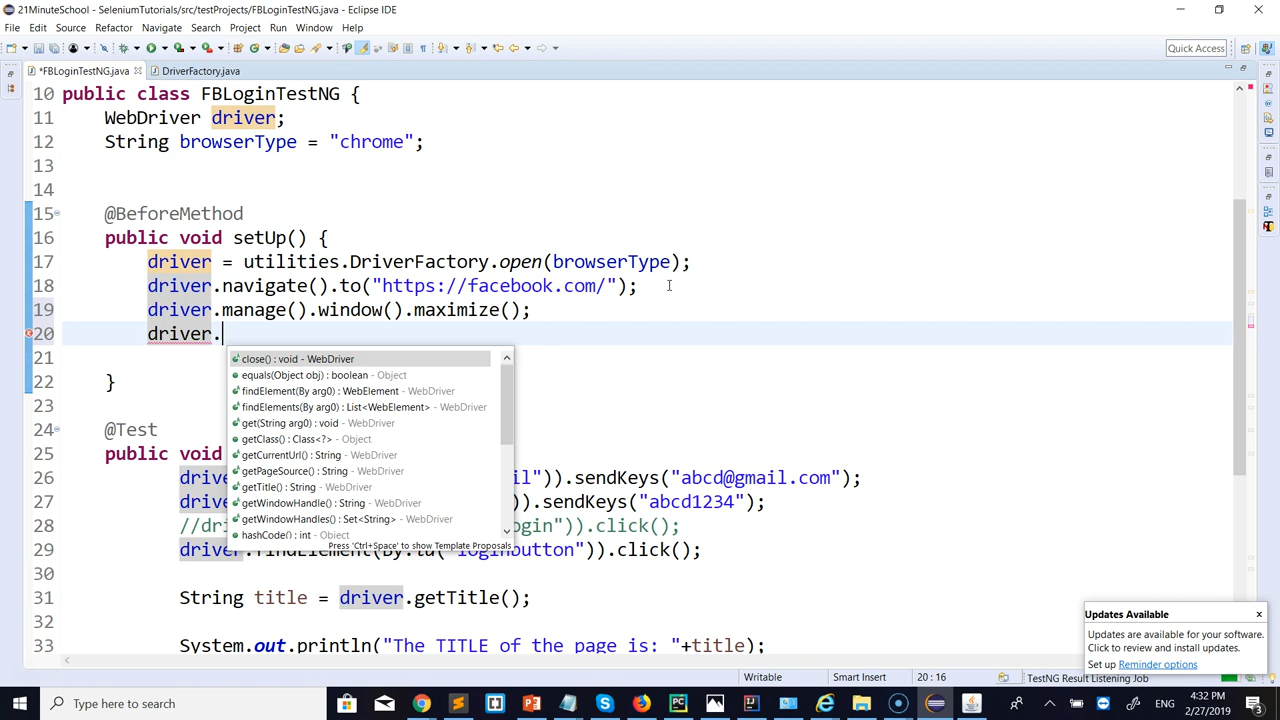 21MinuteSchool - SeleniumTutorials/src/testProjects/FBLoginTestNG.java - Eclipse IDE
File Edit Source Refactor Navigate Search Project Run Window Help
Quick Access
*FBLoginTestNG.java DriverFactory.java
10 public class FBLoginTestNG {
11 WebDriver driver;
12 String browserType = "chrome";
13
14
15 @BeforeMethod
16 public void setUp() {
17 driver = utilities.DriverFactory.open(browserType);
18 driver.navigate().to("https://facebook.com/");
19 driver.manage().window().maximize();
20 driver.
21
22 }
23
24 @Test
25 public void
26 drive il")).sendKeys("abcd@gmail.com");
27 drive )).sendKeys("abcd1234");
28 //dri ogin")).click();
29 driver.findElement(By.id("loginbutton")).click();
30
31 String title = driver.getTitle();
32
33 System.out.println("The TITLE of the page is: "+title);
close() : void - WebDriver
equals(Object obj) : boolean - Object
findElement(By arg0) : WebElement - WebDriver
findElements(By arg0) : List<WebElement> - WebDriver
get(String arg0) : void - WebDriver
getClass() : Class<?> - Object
getCurrentUrl() : String - WebDriver
getPageSource() : String - WebDriver
getTitle() : String - WebDriver
getWindowHandle() : String - WebDriver
getWindowHandles() : Set<String> - WebDriver
hashCode() : int - Object
Press 'Ctrl+Space' to show Template Proposals
Updates Available
Updates are available for your software.
Click to review and install updates.
Set up Reminder options
Writable Smart Insert 20 : 16 TestNG Result Listening Job
Type here to search
4:32 PM
2/27/2019
3